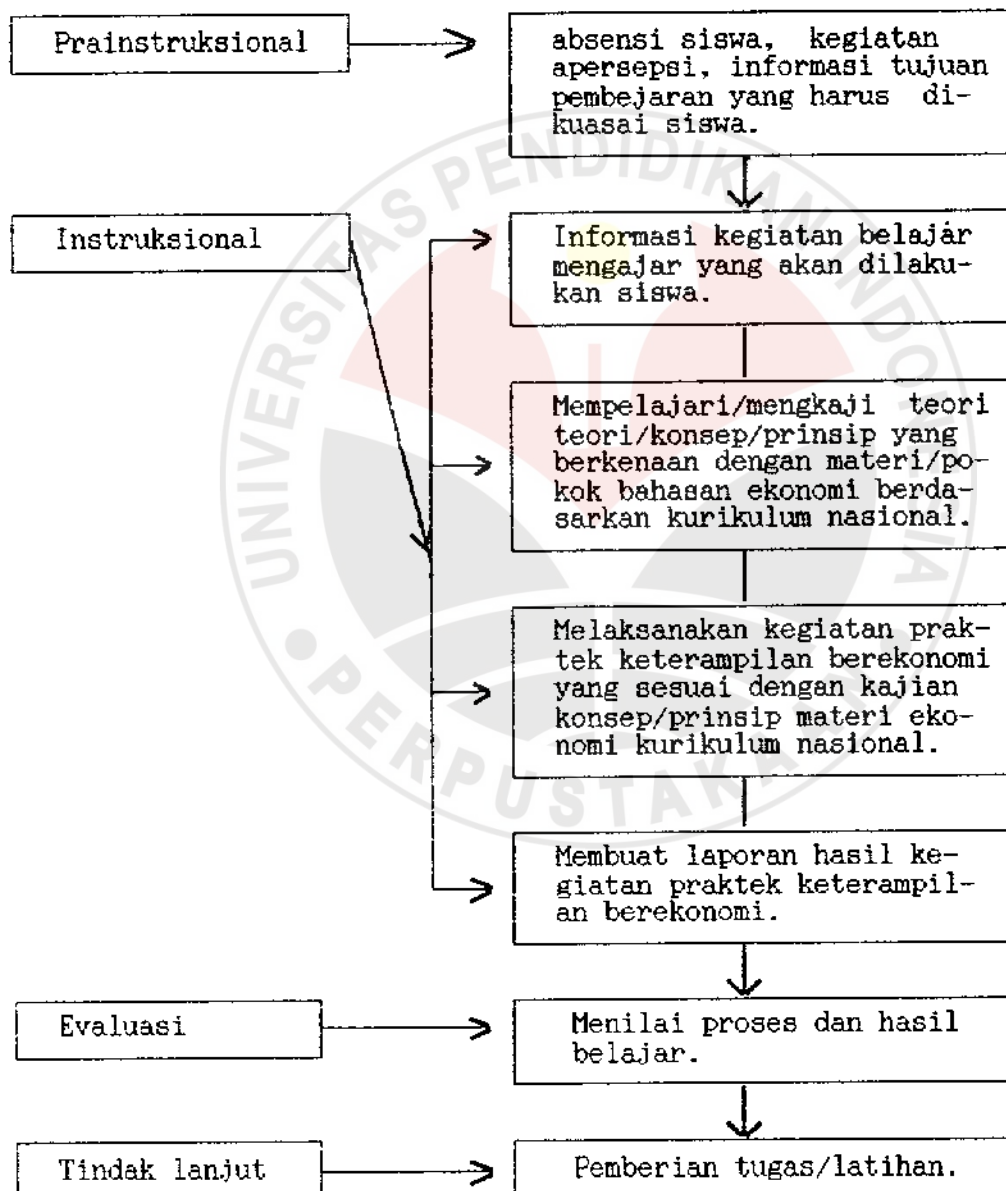 Prainstruksional
absensi siswa, kegiatan
apersepsi, informasi tujuan
pembejaran yang harus di-
kuasai siswa.
Instruksional
Informasi kegiatan belajar
mengajar yang akan dilaku-
kan siswa.
Mempelajari/mengkaji teori
teori/konsep/prinsip yang
berkenaan dengan materi/po-
kok bahasan ekonomi berda-
sarkan kurikulum nasional.
Melaksanakan kegiatan prak-
tek keterampilan berekonomi
yang sesuai dengan kajian
konsep/prinsip materi eko-
nomi kurikulum nasional.
Membuat laporan hasil ke-
giatan praktek keterampil-
an berekonomi.
Evaluasi
Menilai proses dan hasil
belajar.
Tindak lanjut
Pemberian tugas/latihan.
UNIVERSITAS PENDIDIKAN INDONESIA
PERPUSTAKAAN